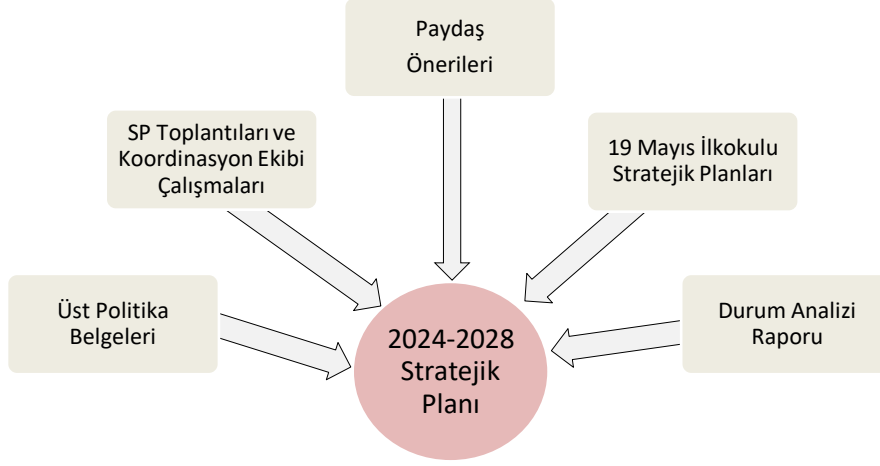 Paydaş
Önerileri
SP Toplantıları ve
Koordinasyon Ekibi
Çalışmaları
19 Mayıs İlkokulu
Stratejik Planları
Üst Politika
Belgeleri
Durum Analizi
Raporu
2024-2028
Stratejik
Planı